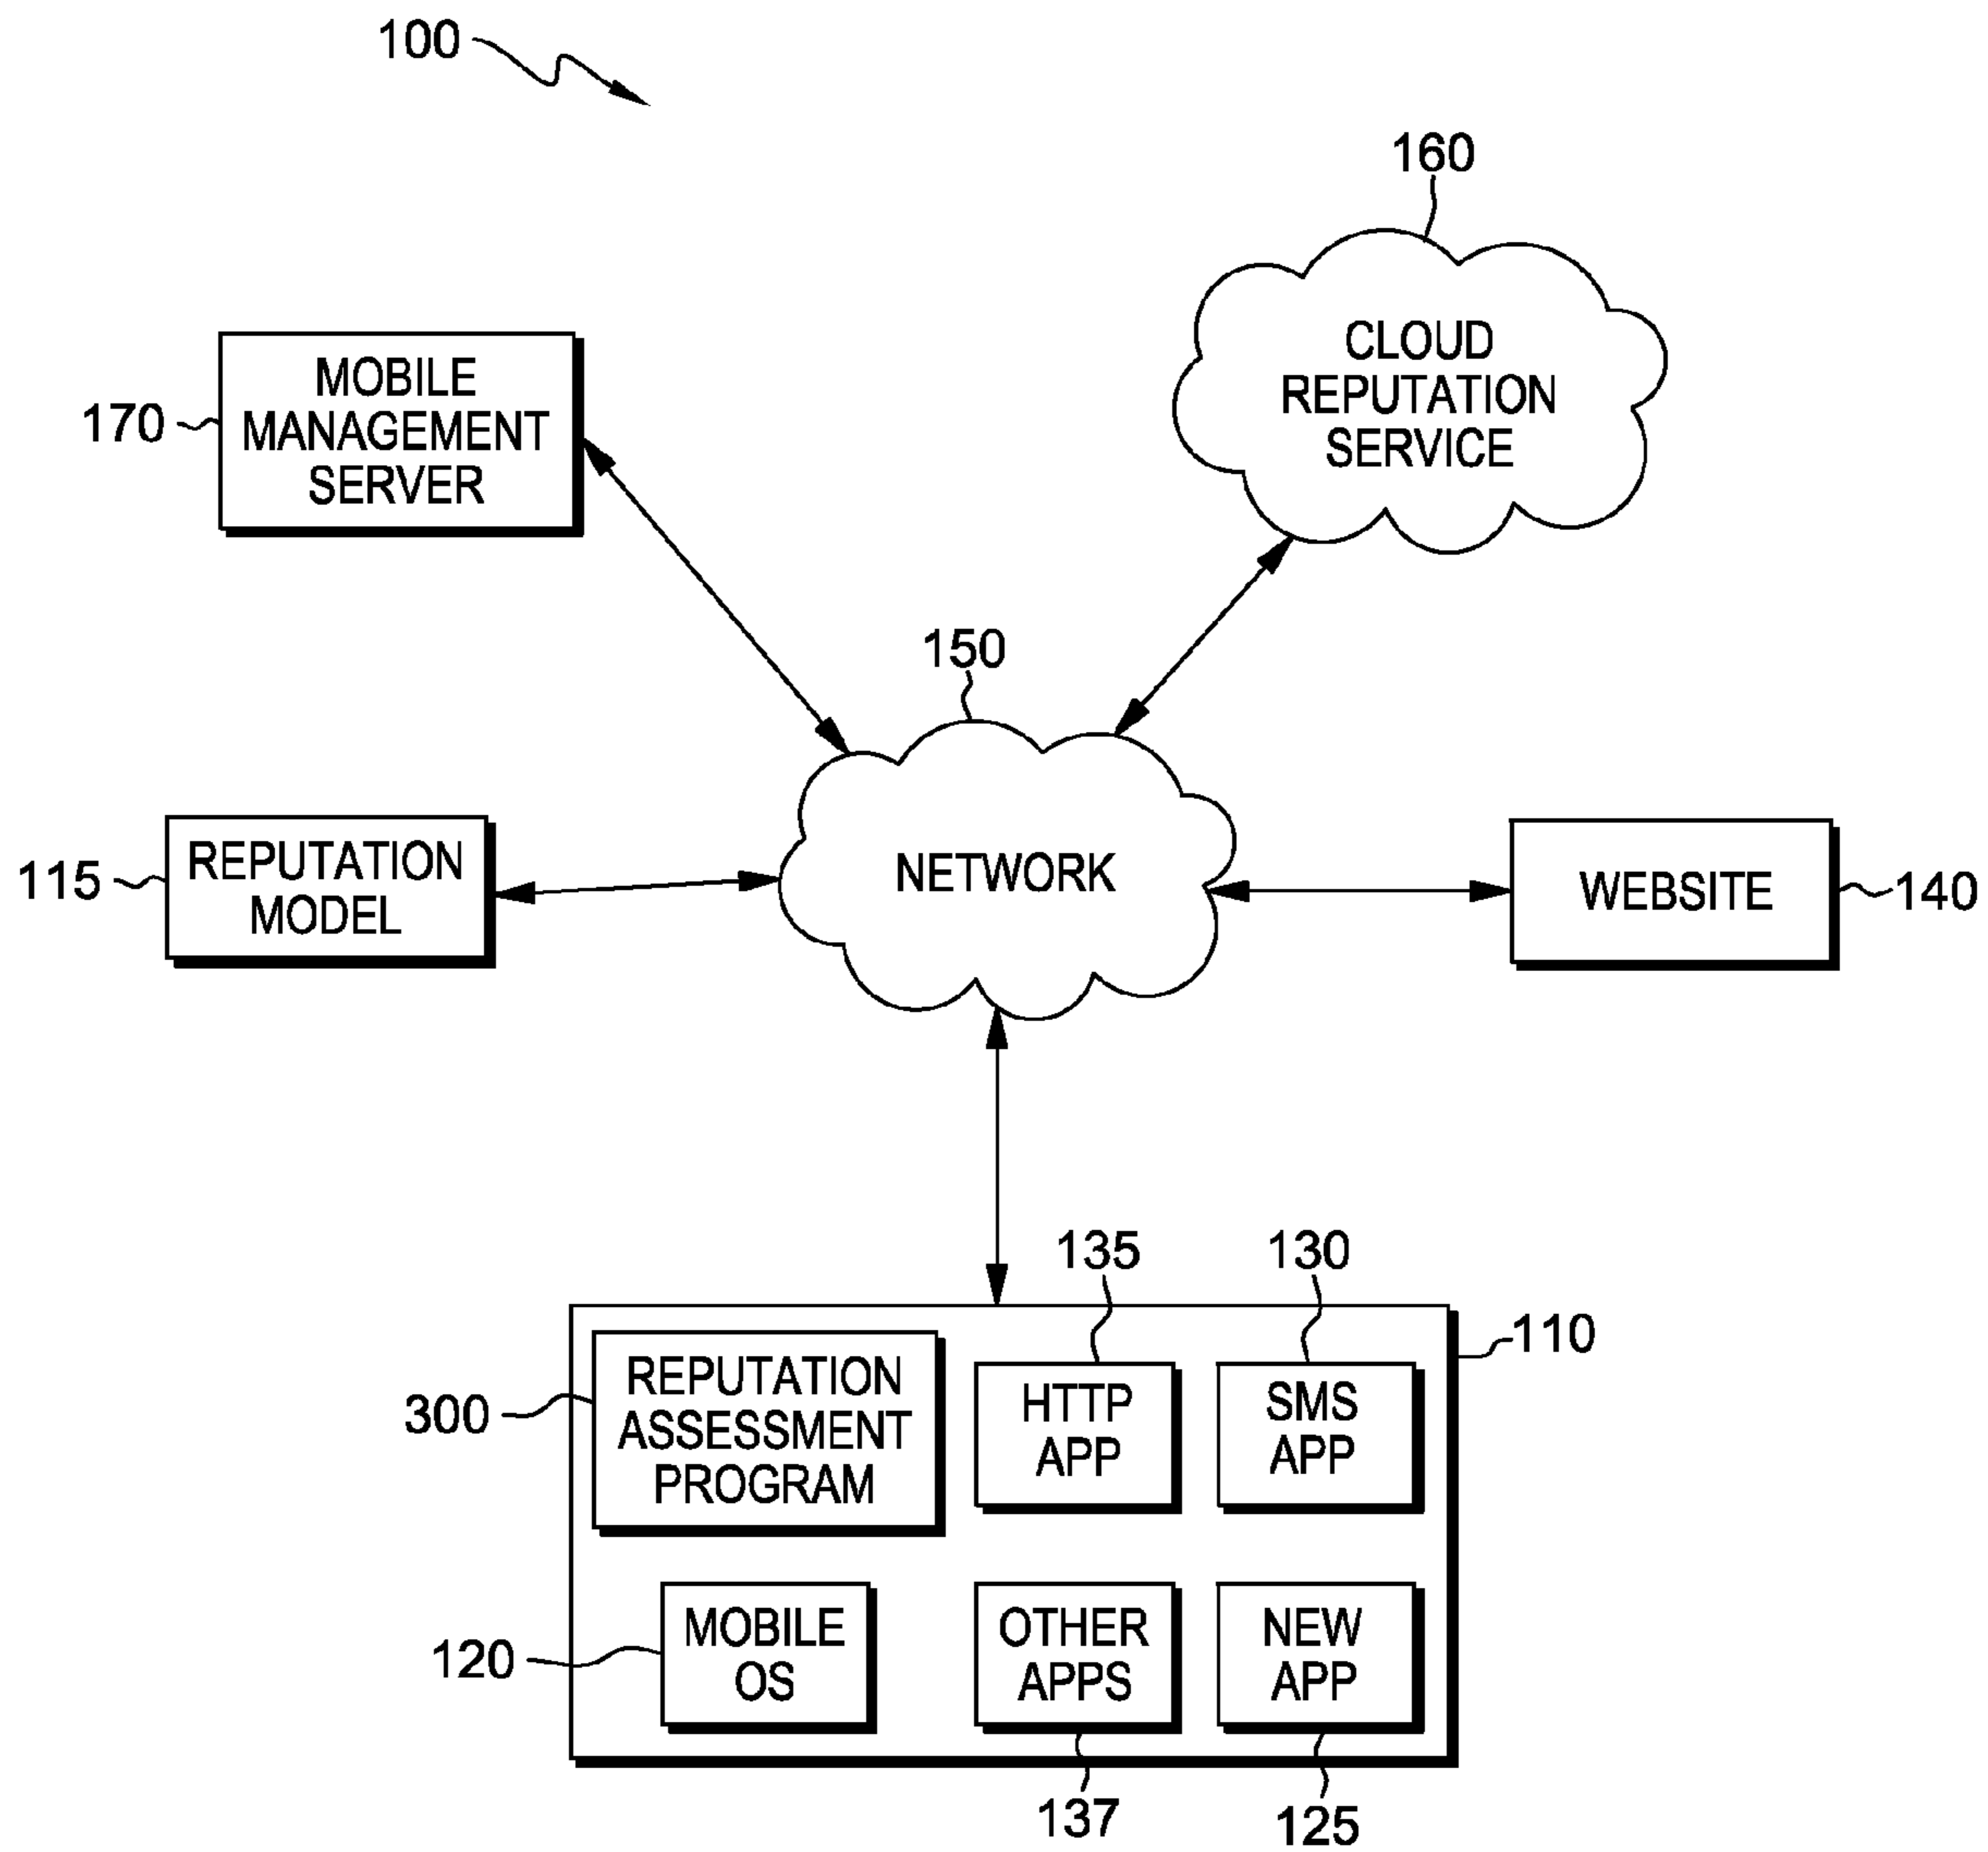 100
160
CLOUD
REPUTATION
SERVICE
MOBILE
MANAGEMENT
SERVER
170
150
NETWORK
REPUTATION
MODEL
115
WEBSITE
140
135
130
110
REPUTATION
ASSESSMENT
PROGRAM
300
HTTP
APP
SMS
APP
MOBILE
OS
120
OTHER
APPS
NEW
APP
137
125